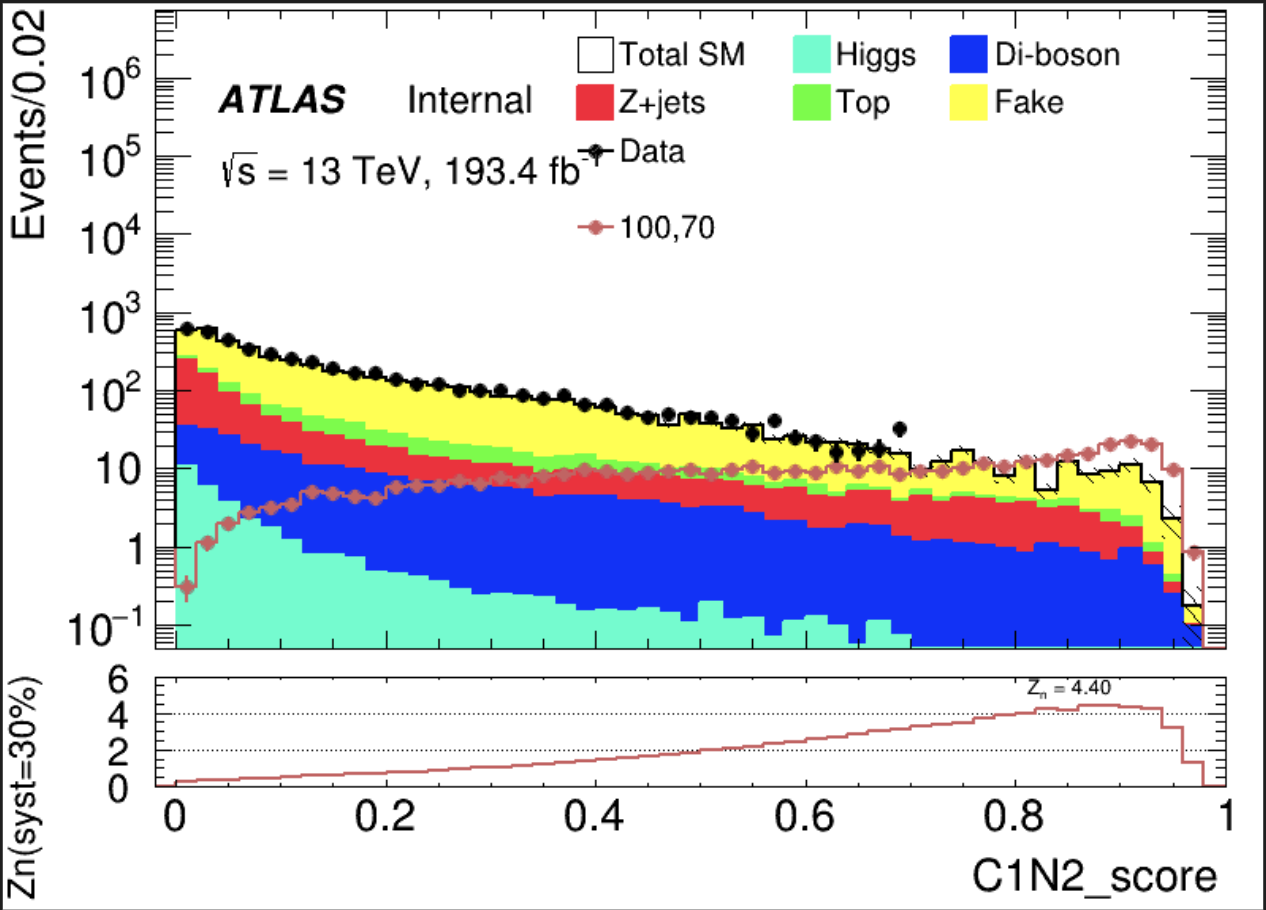 Events/0.02
10⁶
10⁵
10⁴
10³
10²
10
1
10⁻¹
ATLAS Internal
√s = 13 TeV, 193.4 fb⁻¹
Total SM
Higgs
Di-boson
Z+jets
Top
Fake
Data
100,70
Zn(syst=30%)
6
4
2
0
Zₙ = 4.40
0 0.2 0.4 0.6 0.8 1
C1N2_score